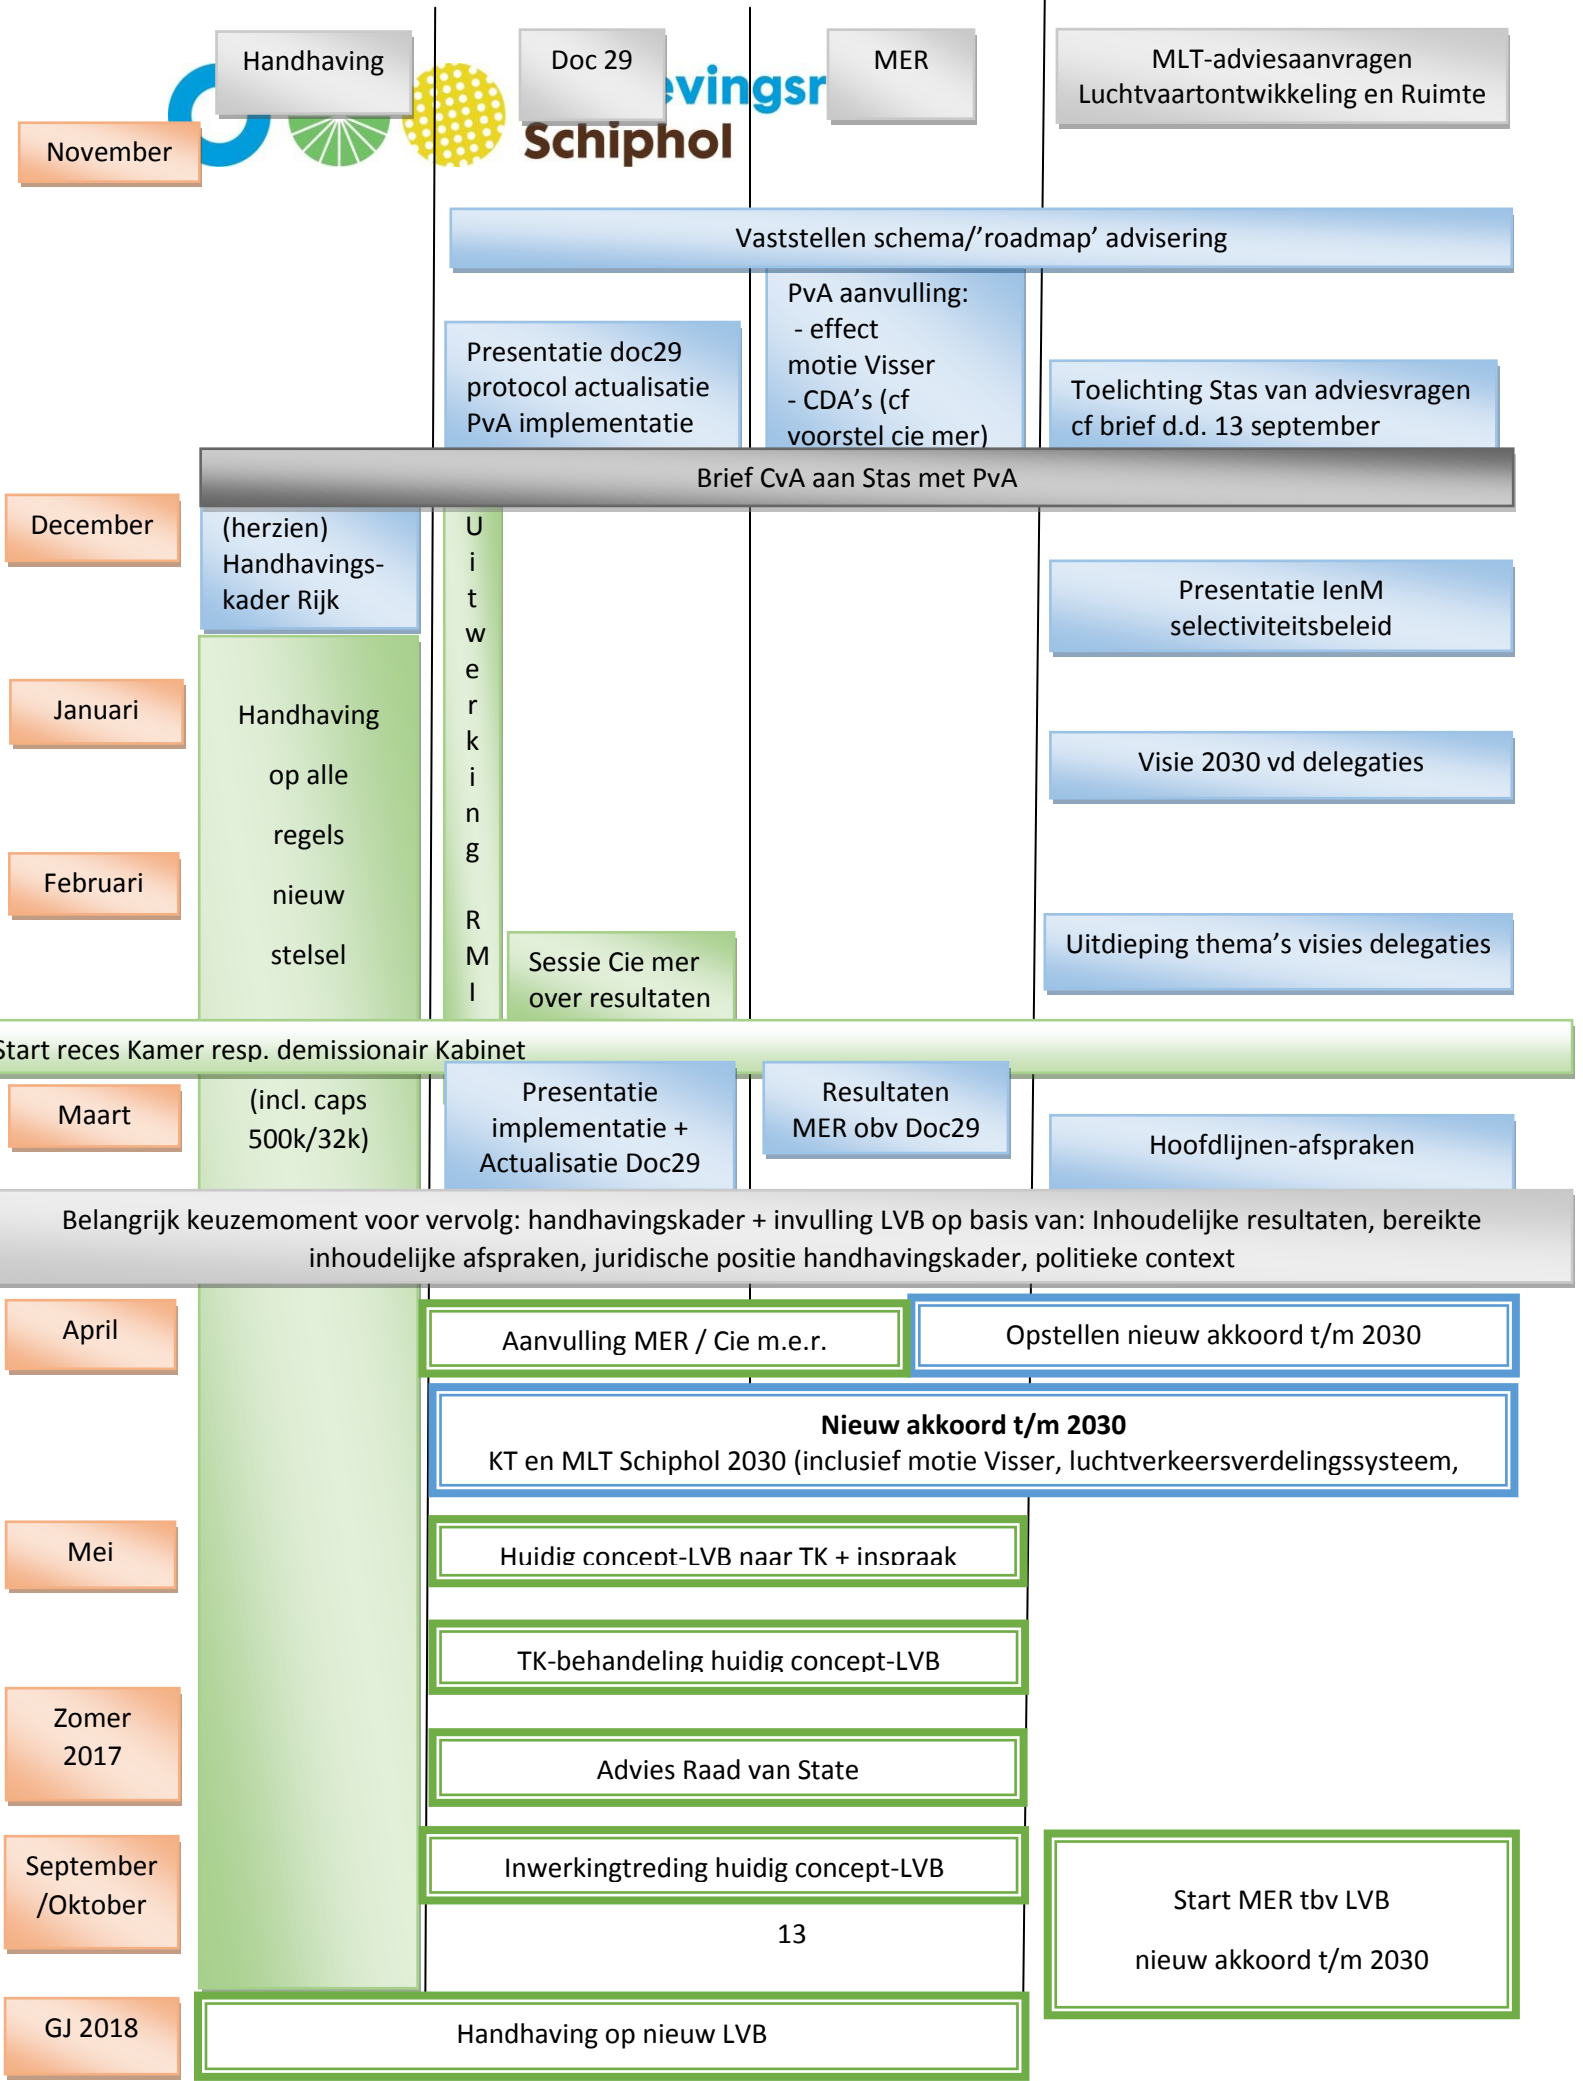 Handhaving
Doc 29
MER
MLT-adviesaanvragen
Luchtvaartontwikkeling en Ruimte
evingsr
Schiphol
November
Vaststellen schema/’roadmap’ advisering
PvA aanvulling:
- effect
motie Visser
- CDA’s (cf
voorstel cie mer)
Presentatie doc29
protocol actualisatie
PvA implementatie
Toelichting Stas van adviesvragen
cf brief d.d. 13 september
Brief CvA aan Stas met PvA
December
(herzien)
Handhavings-
kader Rijk
Uitwerking RMI
Presentatie IenM
selectiviteitsbeleid
Januari
Handhaving
op alle
regels
nieuw
stelsel
Visie 2030 vd delegaties
Februari
Uitdieping thema’s visies delegaties
Sessie Cie mer
over resultaten
Start reces Kamer resp. demissionair Kabinet
Maart
(incl. caps
500k/32k)
Presentatie
implementatie +
Actualisatie Doc29
Resultaten
MER obv Doc29
Hoofdlijnen-afspraken
Belangrijk keuzemoment voor vervolg: handhavingskader + invulling LVB op basis van: Inhoudelijke resultaten, bereikte
inhoudelijke afspraken, juridische positie handhavingskader, politieke context
April
Aanvulling MER / Cie m.e.r.
Opstellen nieuw akkoord t/m 2030
Nieuw akkoord t/m 2030
KT en MLT Schiphol 2030 (inclusief motie Visser, luchtverkeersverdelingssysteem,
Mei
Huidig concept-LVB naar TK + inspraak
TK-behandeling huidig concept-LVB
Zomer
2017
Advies Raad van State
September
/Oktober
Inwerkingtreding huidig concept-LVB
Start MER tbv LVB
nieuw akkoord t/m 2030
13
GJ 2018
Handhaving op nieuw LVB